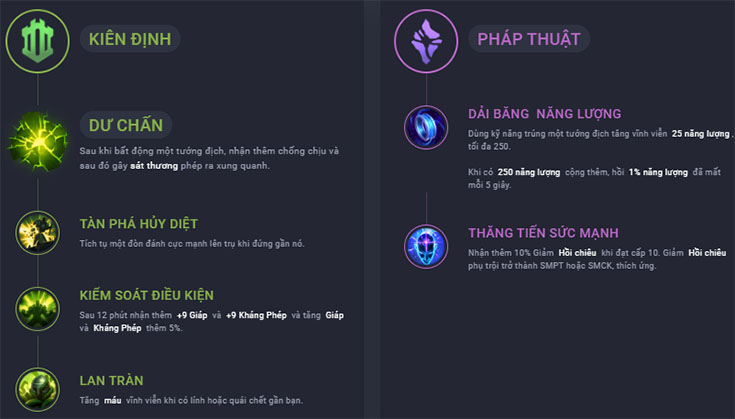 KIÊN ĐỊNH
DƯ CHẤN
Sau khi bất động một tướng địch, nhận thêm chống chịu và
sau đó gây sát thương phép ra xung quanh.
TÀN PHÁ HỦY DIỆT
Tích tụ một đòn đánh cực mạnh lên trụ khi đứng gần nó.
KIỂM SOÁT ĐIỀU KIỆN
Sau 12 phút nhận thêm +9 Giáp và +9 Kháng Phép và tăng Giáp
và Kháng Phép thêm 5%.
LAN TRÀN
Tăng máu vĩnh viễn khi có lính hoặc quái chết gần bạn.
PHÁP THUẬT
DẢI BĂNG NĂNG LƯỢNG
Dùng kỹ năng trúng một tướng địch tăng vĩnh viễn 25 năng lượng ,
tối đa 250.
Khi có 250 năng lượng cộng thêm, hồi 1% năng lượng đã mất
mỗi 5 giây.
THĂNG TIẾN SỨC MẠNH
Nhận thêm 10% Giảm Hồi chiêu khi đạt cấp 10. Giảm Hồi chiêu
phụ trội trở thành SMPT hoặc SMCK, thích ứng.